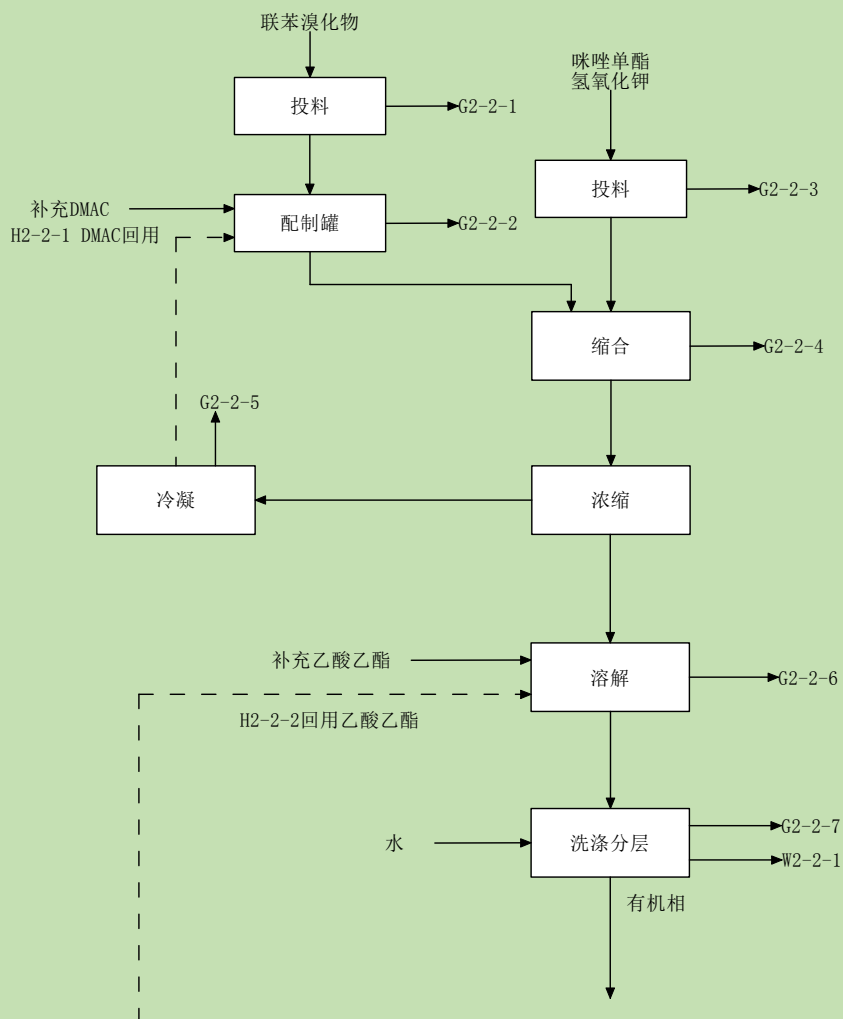 联苯溴化物
咪唑单酯
氢氧化钾
投料
G2-2-1
投料
G2-2-3
补充DMAC
H2-2-1 DMAC回用
配制罐
G2-2-2
缩合
G2-2-4
G2-2-5
冷凝
浓缩
补充乙酸乙酯
溶解
G2-2-6
H2-2-2回用乙酸乙酯
水
洗涤分层
G2-2-7
W2-2-1
有机相